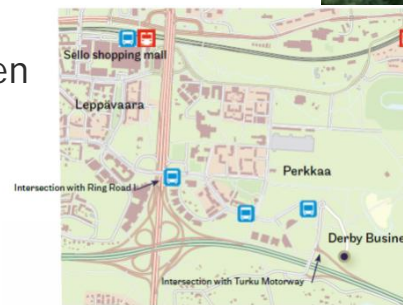 en
Sello shopping mall
Leppävaara
Perkkaa
Intersection with Ring Road I
Derby Busine
Intersection with Turku Motorway